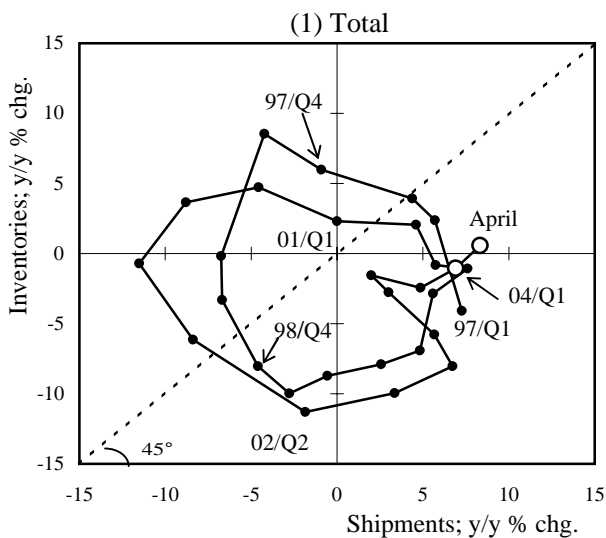 (1) Total
Inventories; y/y % chg.
15
10
5
0
-5
-10
-15
97/Q4
April
01/Q1
04/Q1
97/Q1
98/Q4
02/Q2
45°
-15
-10
-5
0
5
10
15
Shipments; y/y % chg.